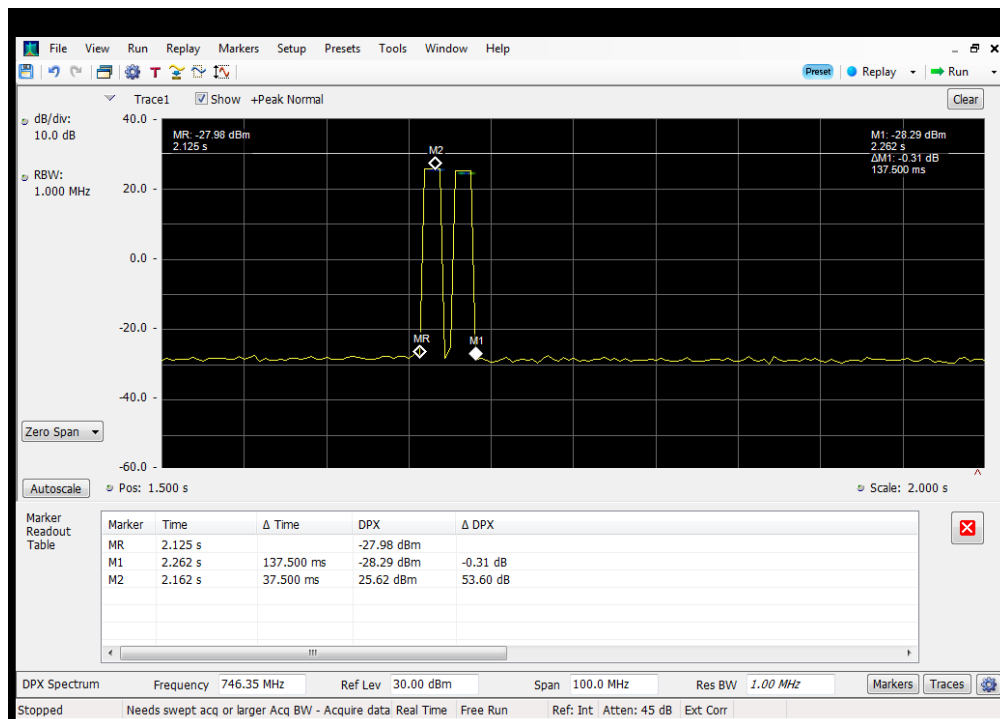 File View Run Replay Markers Setup Presets Tools Window Help
T Preset Replay Run
Trace1 Show +Peak Normal Clear
dB/div:
10.0 dB
RBW:
1.000 MHz
40.0
20.0
0.0
-20.0
-40.0
-60.0
MR: -27.98 dBm
2.125 s
M1: -28.29 dBm
2.262 s
ΔM1: -0.31 dB
137.500 ms
M2
MR
M1
Zero Span
Autoscale Pos: 1.500 s Scale: 2.000 s
Marker
Readout
Table
Marker Time Δ Time DPX Δ DPX
MR 2.125 s -27.98 dBm
M1 2.262 s 137.500 ms -28.29 dBm -0.31 dB
M2 2.162 s 37.500 ms 25.62 dBm 53.60 dB
DPX Spectrum Frequency 746.35 MHz Ref Lev 30.00 dBm Span 100.0 MHz Res BW 1.00 MHz Markers Traces
Stopped Needs swept acq or larger Acq BW - Acquire data Real Time Free Run Ref: Int Atten: 45 dB Ext Corr